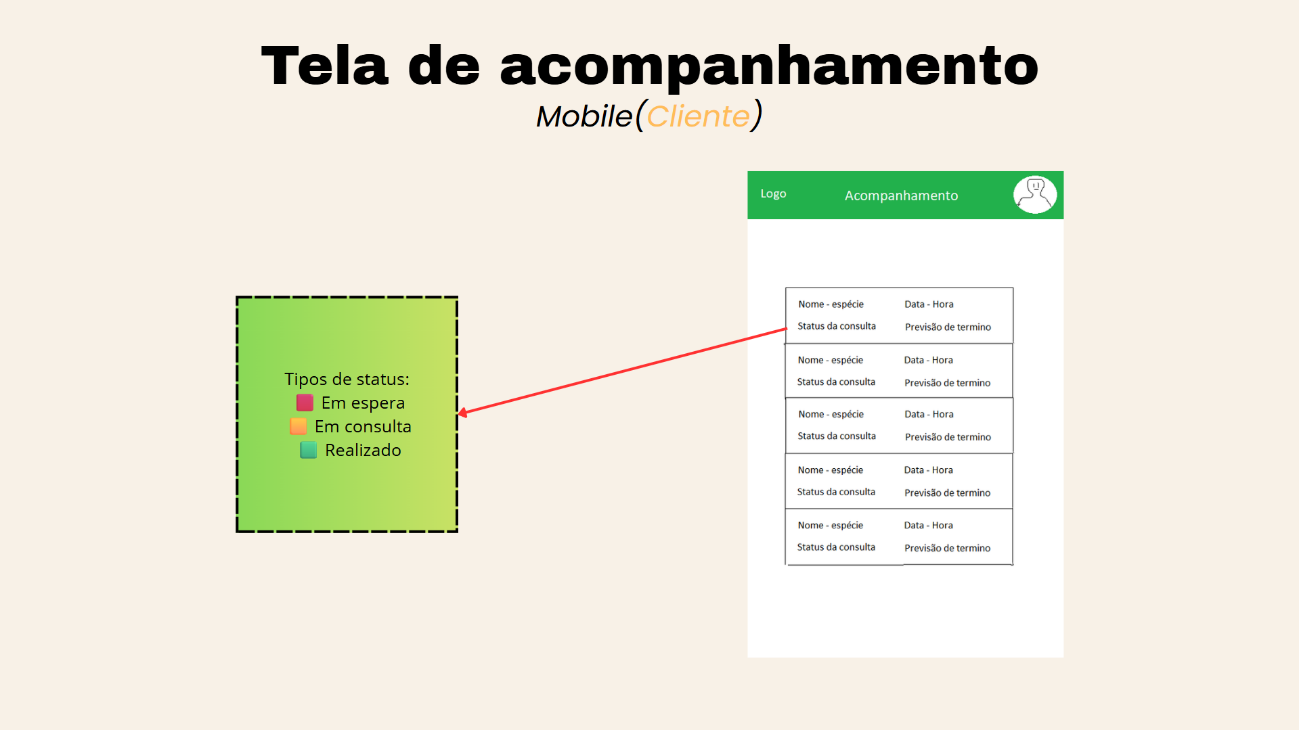 Tela de acompanhamento
Mobile(Cliente)
Logo
Acompanhamento
Tipos de status:
Em espera
Em consulta
Realizado
Nome - espécie Data - Hora
Status da consulta Previsão de termino
Nome - espécie Data - Hora
Status da consulta Previsão de termino
Nome - espécie Data - Hora
Status da consulta Previsão de termino
Nome - espécie Data - Hora
Status da consulta Previsão de termino
Nome - espécie Data - Hora
Status da consulta Previsão de termino